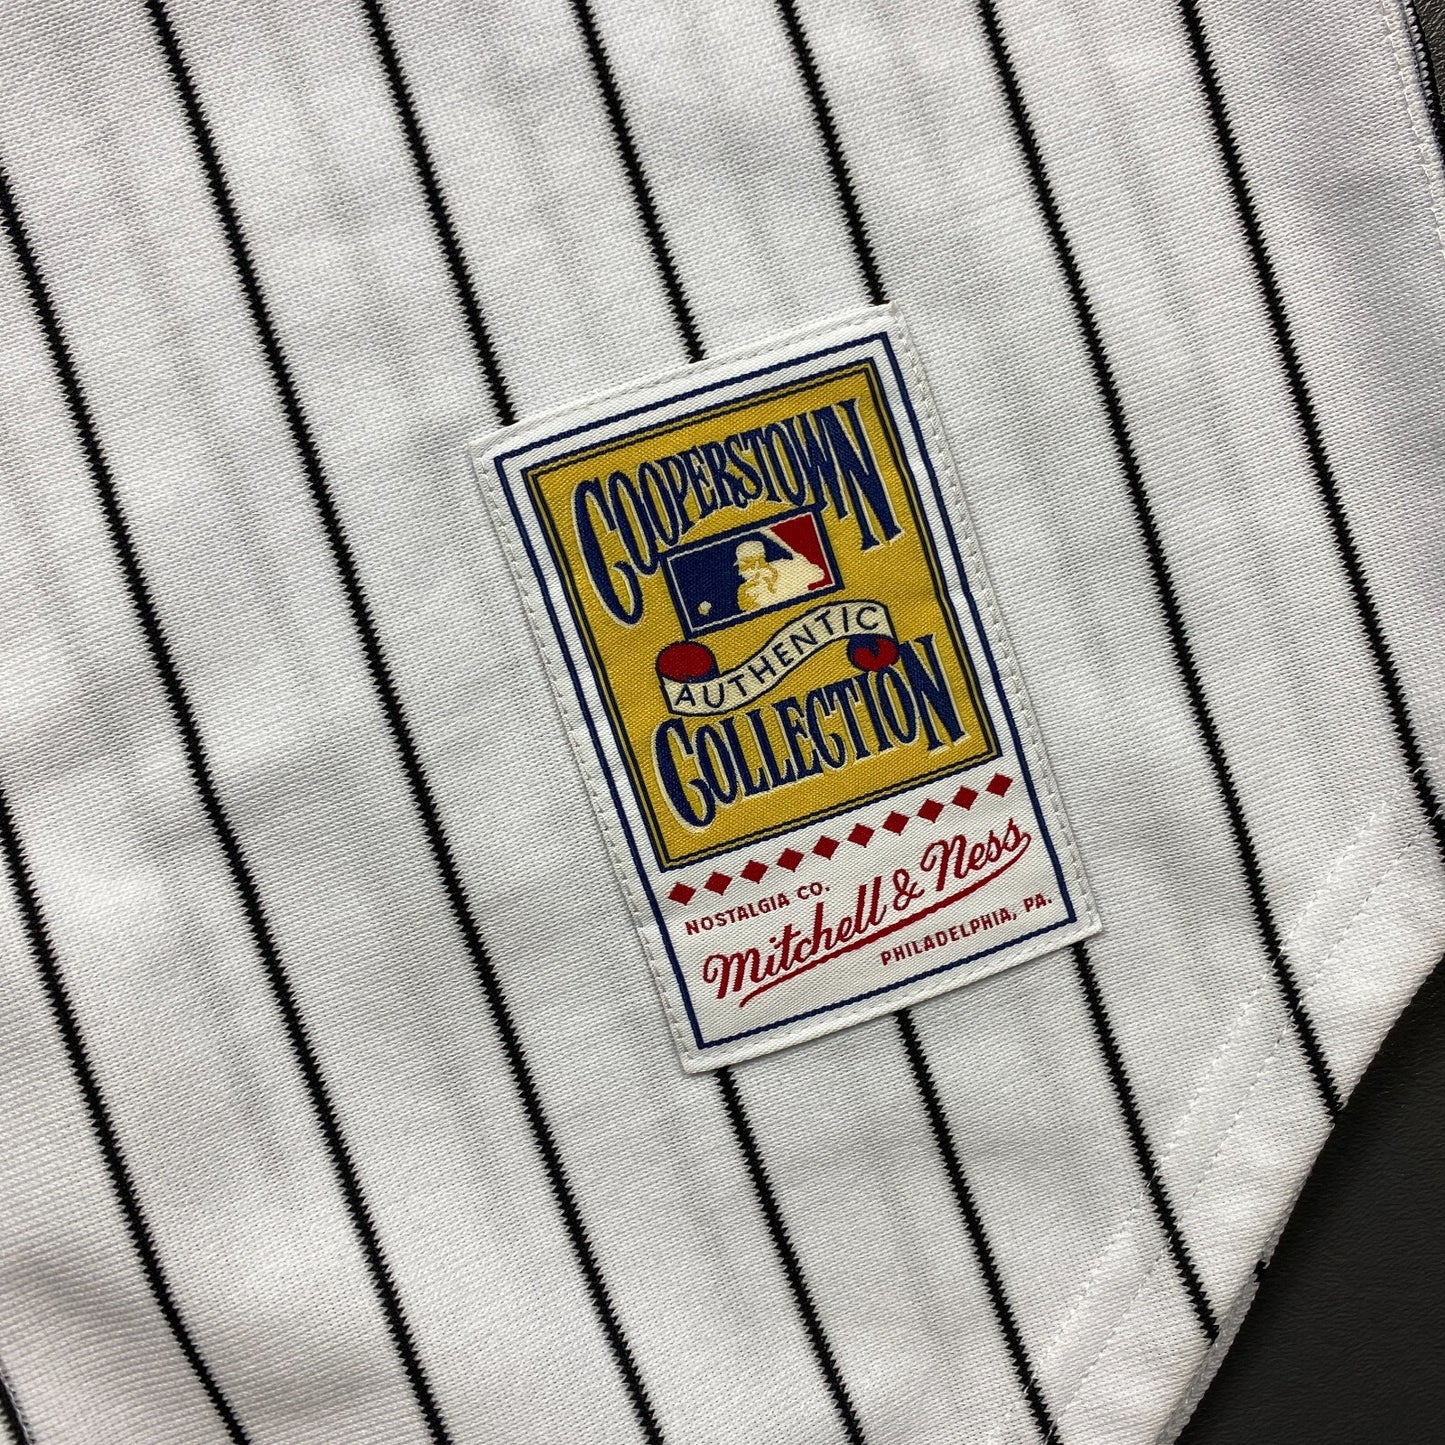 COOPERSTOWN
AUTHENTIC
COLLECTION
NOSTALGIA CO.
Mitchell & Ness
PHILADELPHIA, PA.